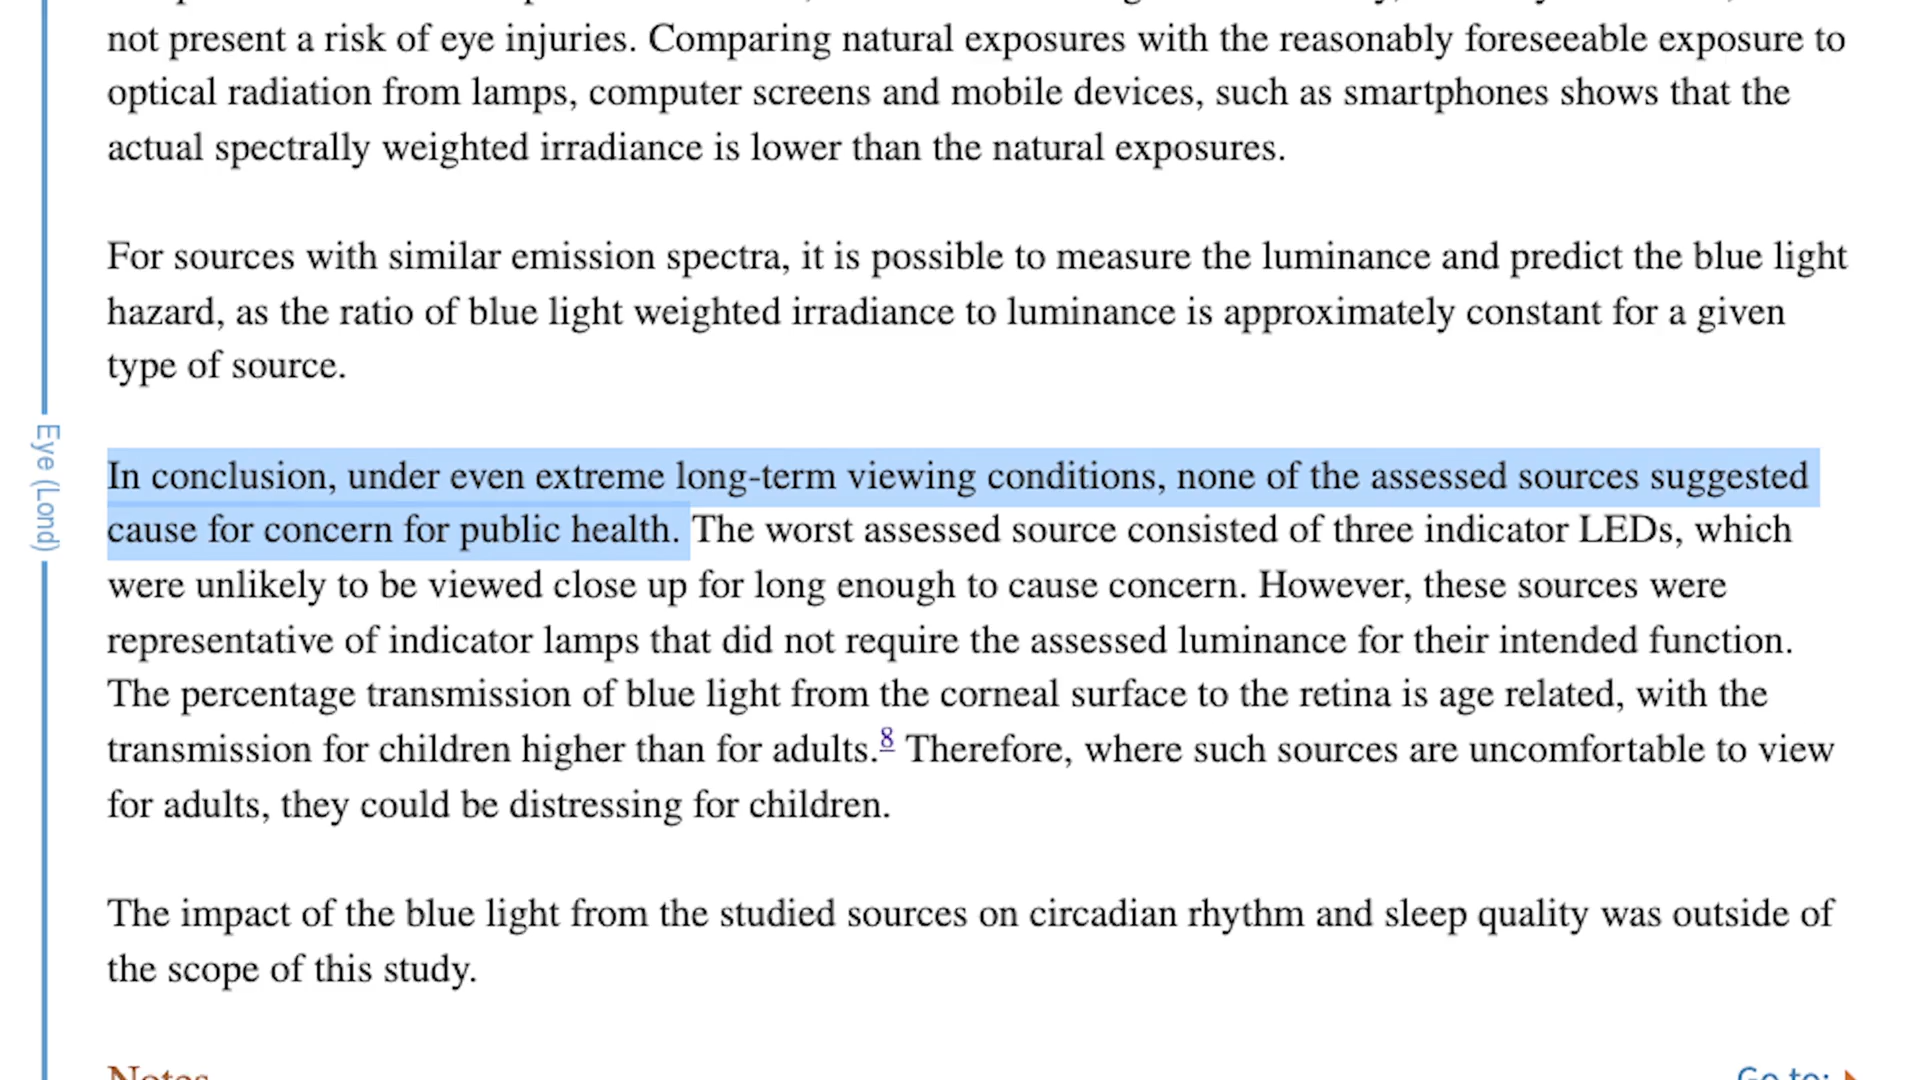 not present a risk of eye injuries. Comparing natural exposures with the reasonably foreseeable exposure to
optical radiation from lamps, computer screens and mobile devices, such as smartphones shows that the
actual spectrally weighted irradiance is lower than the natural exposures.
For sources with similar emission spectra, it is possible to measure the luminance and predict the blue light
hazard, as the ratio of blue light weighted irradiance to luminance is approximately constant for a given
type of source.
Eye (Lond)
In conclusion, under even extreme long-term viewing conditions, none of the assessed sources suggested
cause for concern for public health. The worst assessed source consisted of three indicator LEDs, which
were unlikely to be viewed close up for long enough to cause concern. However, these sources were
representative of indicator lamps that did not require the assessed luminance for their intended function.
The percentage transmission of blue light from the corneal surface to the retina is age related, with the
transmission for children higher than for adults.8 Therefore, where such sources are uncomfortable to view
for adults, they could be distressing for children.
The impact of the blue light from the studied sources on circadian rhythm and sleep quality was outside of
the scope of this study.
Notes
Go to: